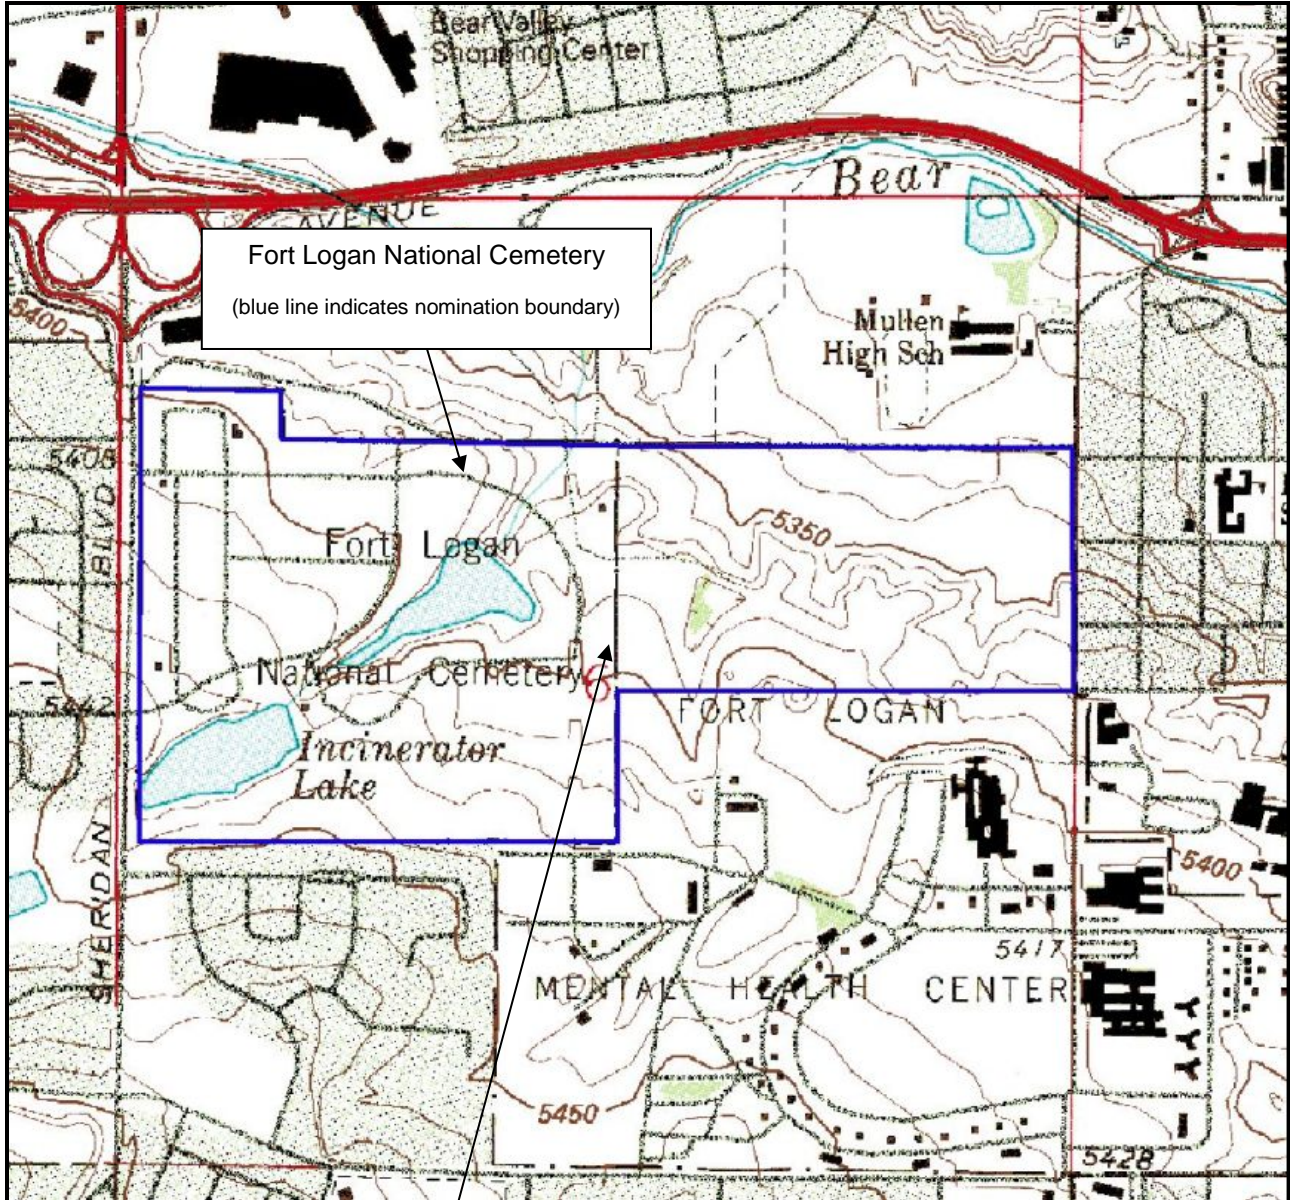 Bear Valley
Shopping Center
Bear
AVENUE
Fort Logan National Cemetery
(blue line indicates nomination boundary)
5400
Mullen
High Sch
5405
BLVD
5350
Fort Logan
National Cemetery
6
5442
FORT LOGAN
Incinerator
Lake
SHERIDAN
5400
5417
MENTAL HEALTH CENTER
5450
5428